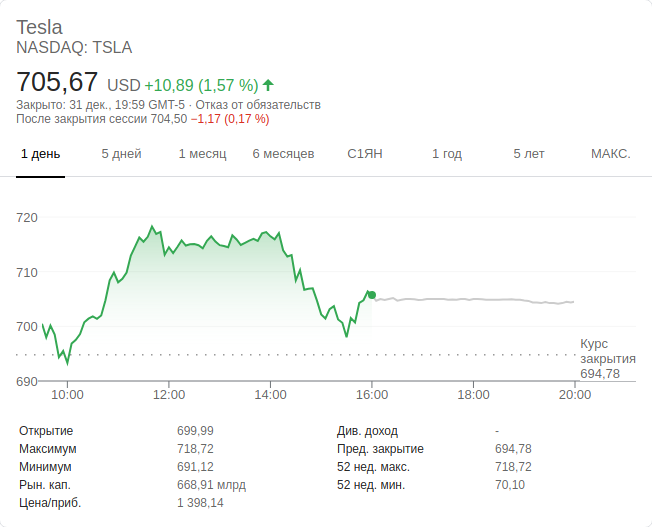 Tesla
NASDAQ: TSLA
705,67 USD +10,89 (1,57 %)
Закрыто: 31 дек., 19:59 GMT-5 · Отказ от обязательств
После закрытия сессии 704,50 −1,17 (0,17 %)
1 день 5 дней 1 месяц 6 месяцев С1ЯН 1 год 5 лет МАКС.
720
710
700
690
Курс
закрытия
694,78
10:00 12:00 14:00 16:00 18:00 20:00
Открытие 699,99 Див. доход -
Максимум 718,72 Пред. закрытие 694,78
Минимум 691,12 52 нед. макс. 718,72
Рын. кап. 668,91 млрд 52 нед. мин. 70,10
Цена/приб. 1 398,14